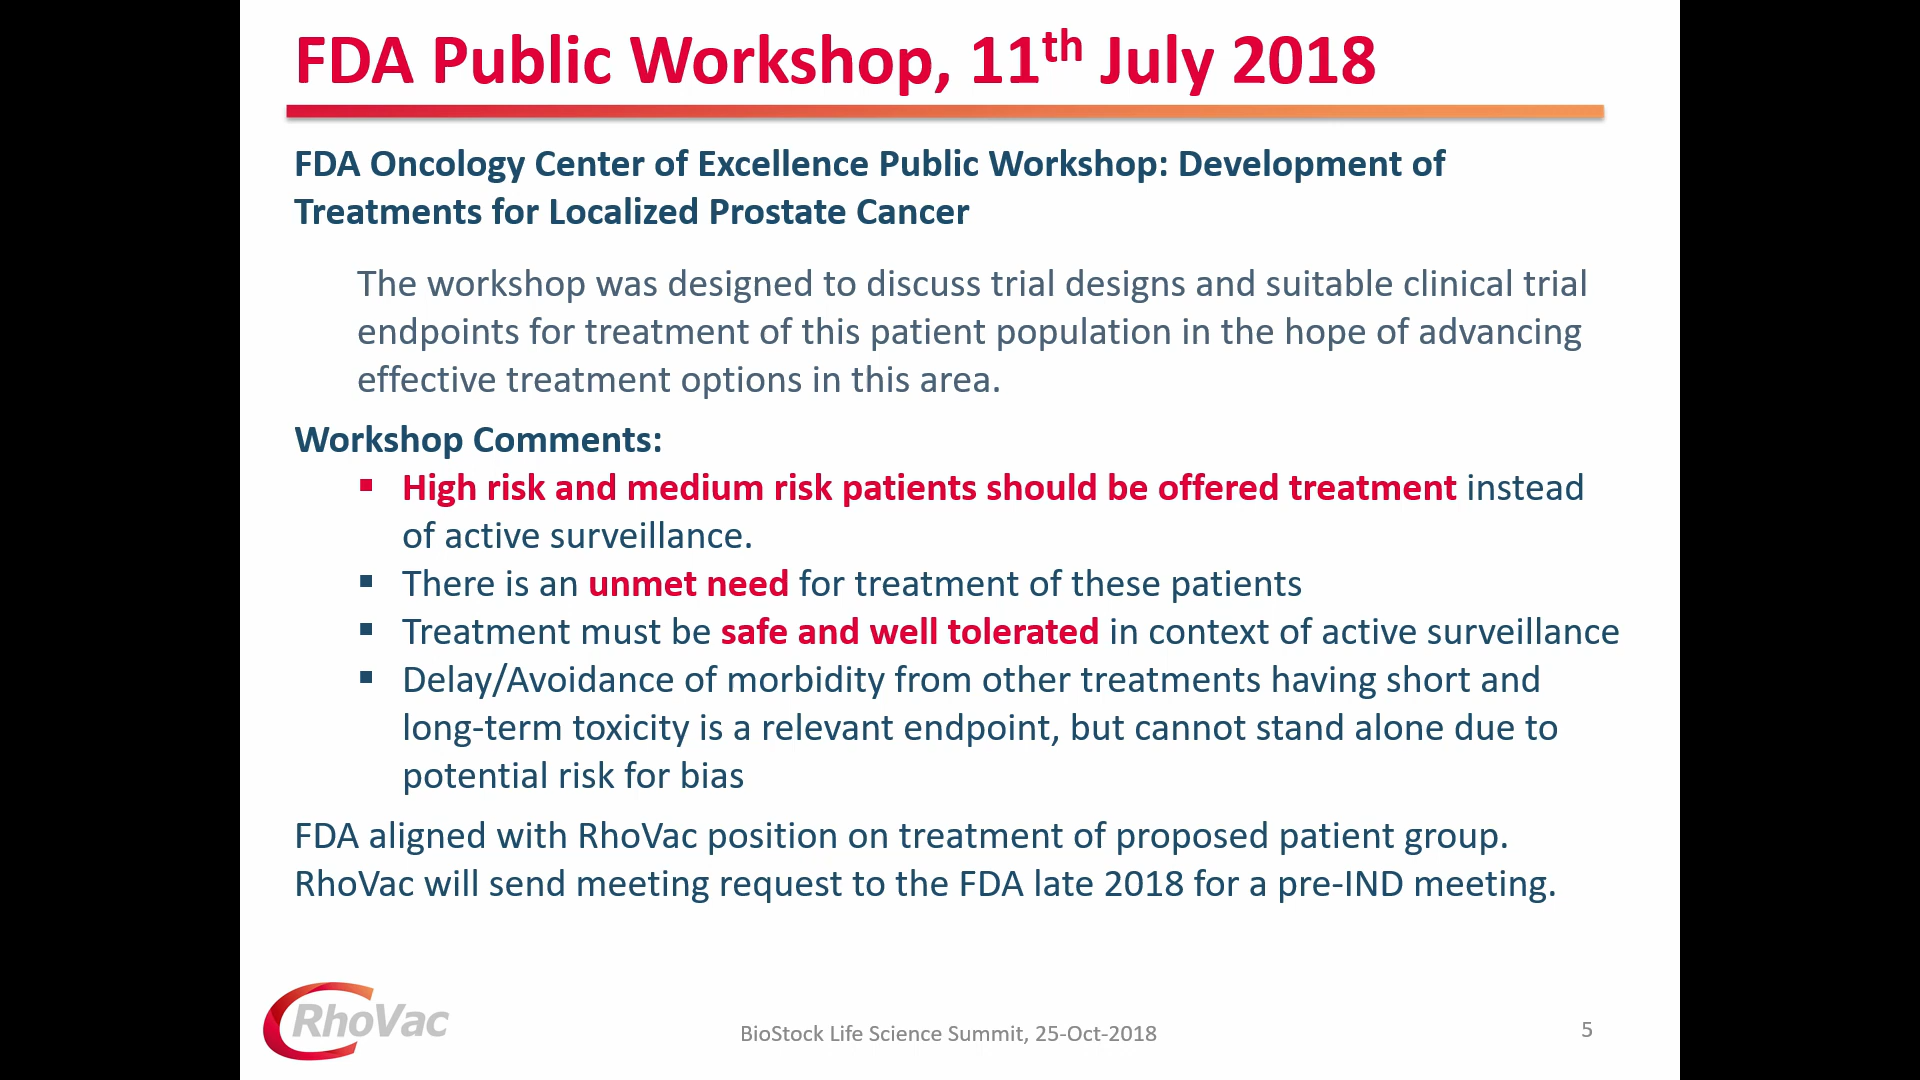 FDA Public Workshop, 11th July 2018
FDA Oncology Center of Excellence Public Workshop: Development of
Treatments for Localized Prostate Cancer
The workshop was designed to discuss trial designs and suitable clinical trial
endpoints for treatment of this patient population in the hope of advancing
effective treatment options in this area.
Workshop Comments:
▪ High risk and medium risk patients should be offered treatment instead
of active surveillance.
▪ There is an unmet need for treatment of these patients
▪ Treatment must be safe and well tolerated in context of active surveillance
▪ Delay/Avoidance of morbidity from other treatments having short and
long-term toxicity is a relevant endpoint, but cannot stand alone due to
potential risk for bias
FDA aligned with RhoVac position on treatment of proposed patient group.
RhoVac will send meeting request to the FDA late 2018 for a pre-IND meeting.
RhoVac
BioStock Life Science Summit, 25-Oct-2018
5